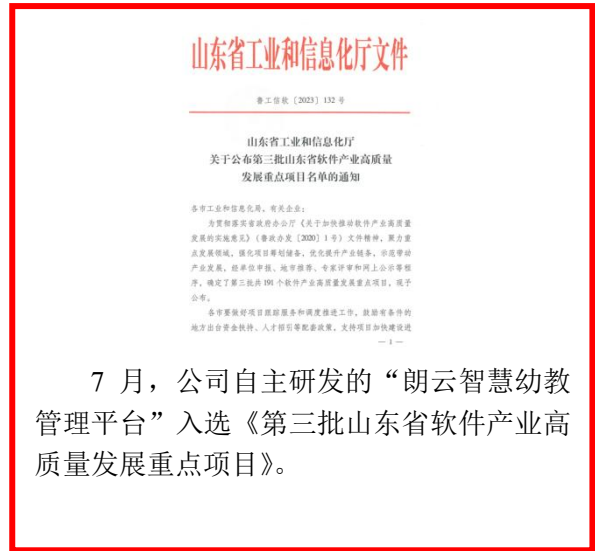 山东省工业和信息化厅文件
鲁工信软〔2023〕132 号
山东省工业和信息化厅
关于公布第三批山东省软件产业高质量
发展重点项目名单的通知
各市工业和信息化局，有关企业：
为贯彻落实省政府办公厅《关于加快推动软件产业高质量
发展的实施意见》（鲁政办发〔2020〕1 号）文件精神，聚力重
点发展领域，强化项目筹划储备，优化提升产业链条，示范带动
产业发展，经单位申报、地市推荐、专家评审和网上公示等程
序，确定了第三批共 191 个软件产业高质量发展重点项目，现予
公布。
各市要做好项目跟踪服务和调度推进工作，鼓励有条件的
地方出台资金扶持、人才招引等配套政策，支持项目加快建设进
— 1 —
7 月，公司自主研发的“朗云智慧幼教
管理平台”入选《第三批山东省软件产业高
质量发展重点项目》。